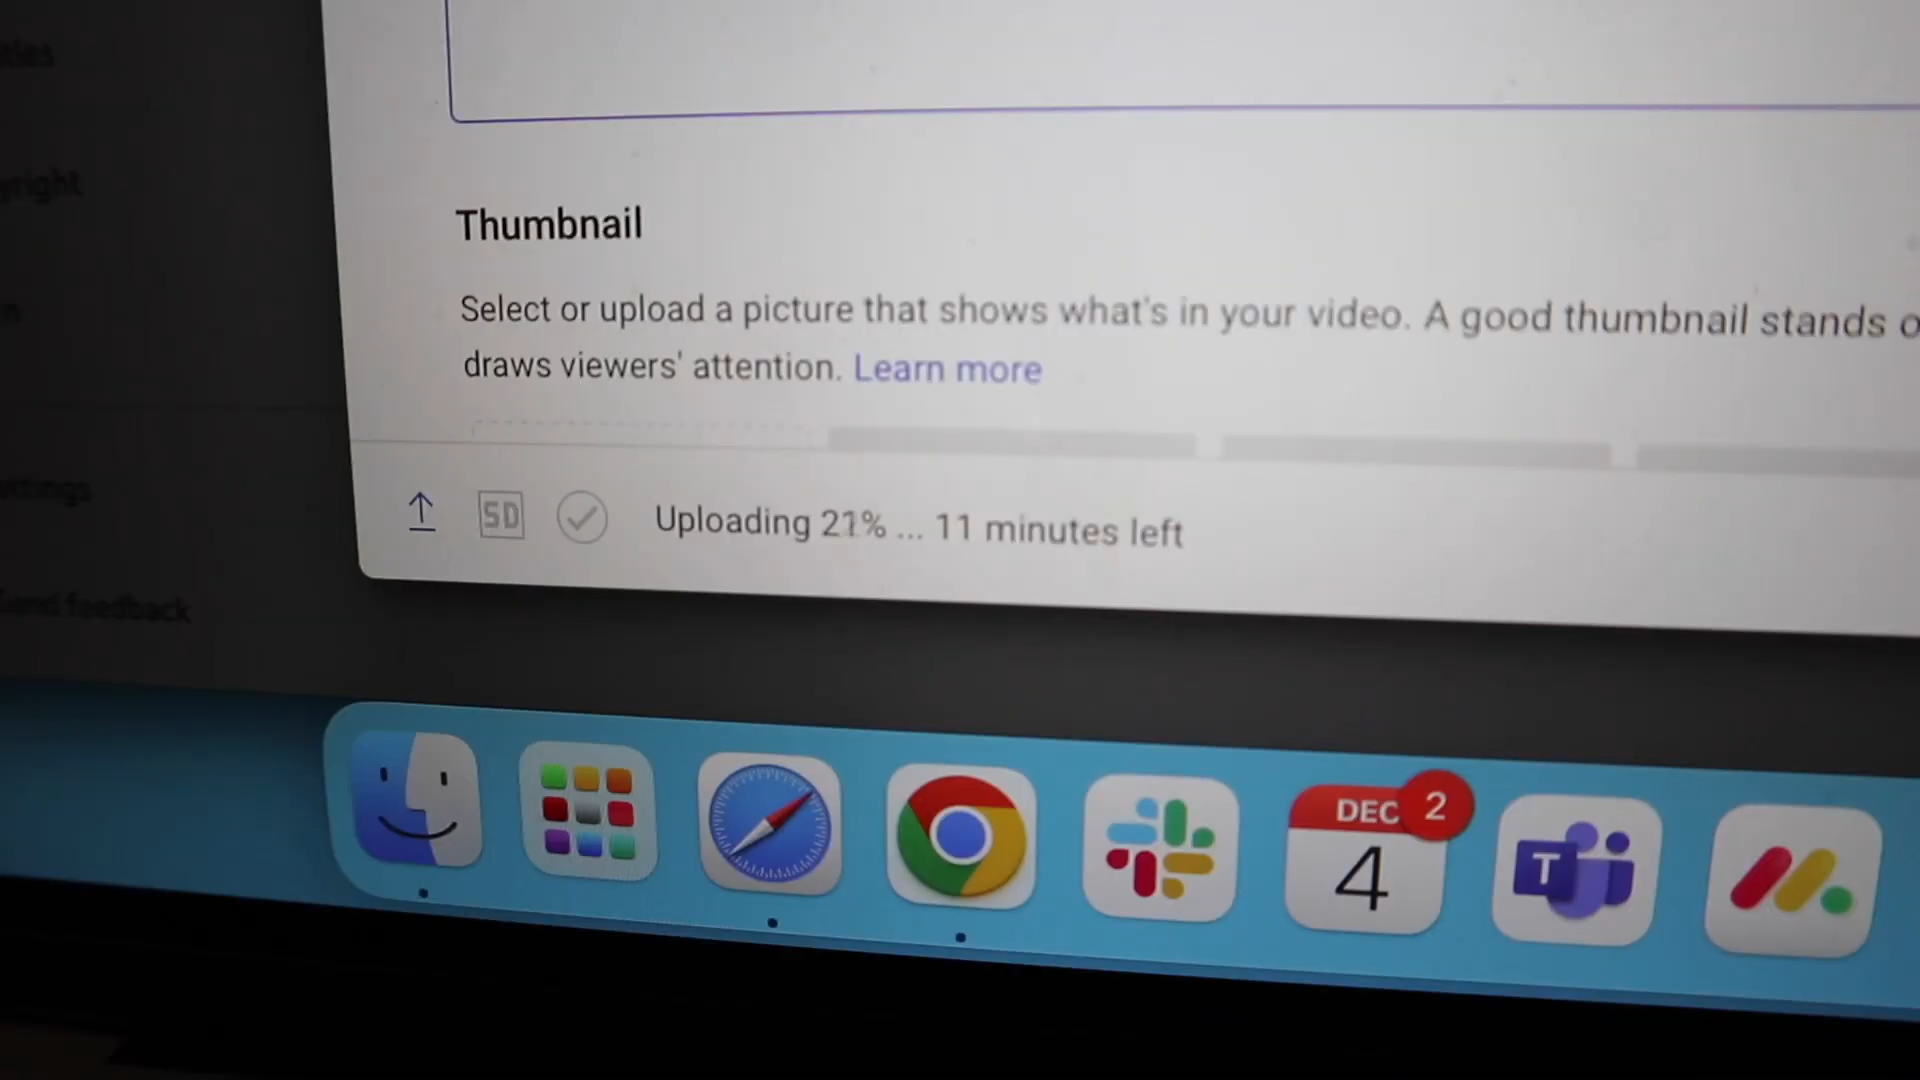 Thumbnail
Select or upload a picture that shows what's in your video. A good thumbnail stands
draws viewers' attention. Learn more
SD
Uploading 21% ... 11 minutes left
feedback
DEC
2
4
T